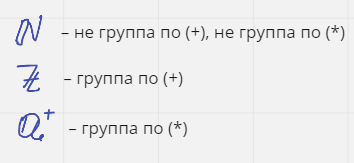 ℕ – не группа по (+), не группа по (*)
ℤ – группа по (+)
ℚ⁺ – группа по (*)